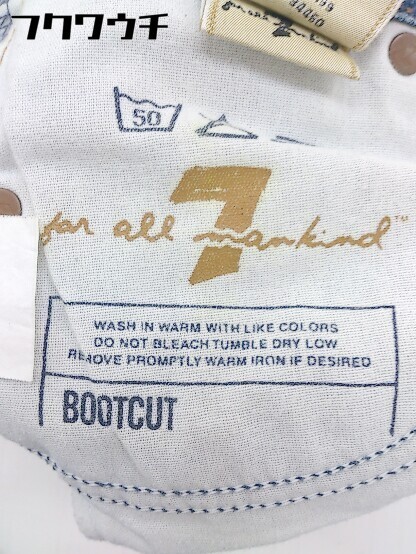 フクワウチ
50
7
for all mankind™
WASH IN WARM WITH LIKE COLORS
DO NOT BLEACH TUMBLE DRY LOW
REMOVE PROMPTLY WARM IRON IF DESIRED
BOOTCUT